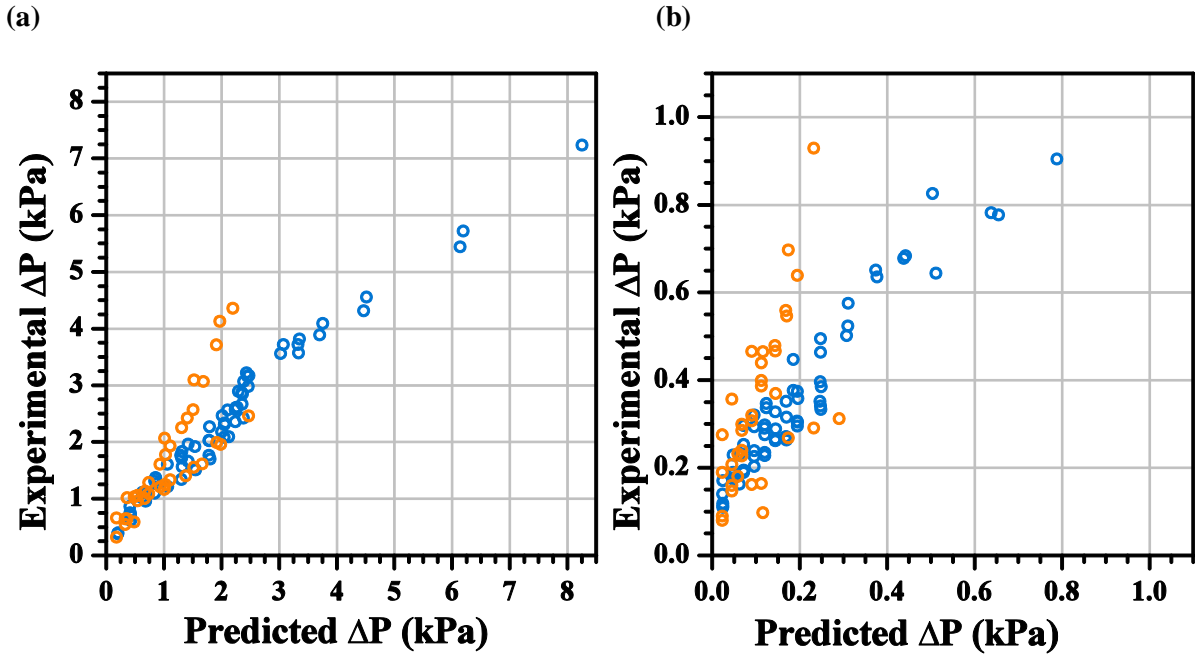 (a)
(b)
Experimental ΔP (kPa)
8
7
6
5
4
3
2
1
0
0 1 2 3 4 5 6 7 8
Predicted ΔP (kPa)
Experimental ΔP (kPa)
1.0
0.8
0.6
0.4
0.2
0.0
0.0 0.2 0.4 0.6 0.8 1.0
Predicted ΔP (kPa)